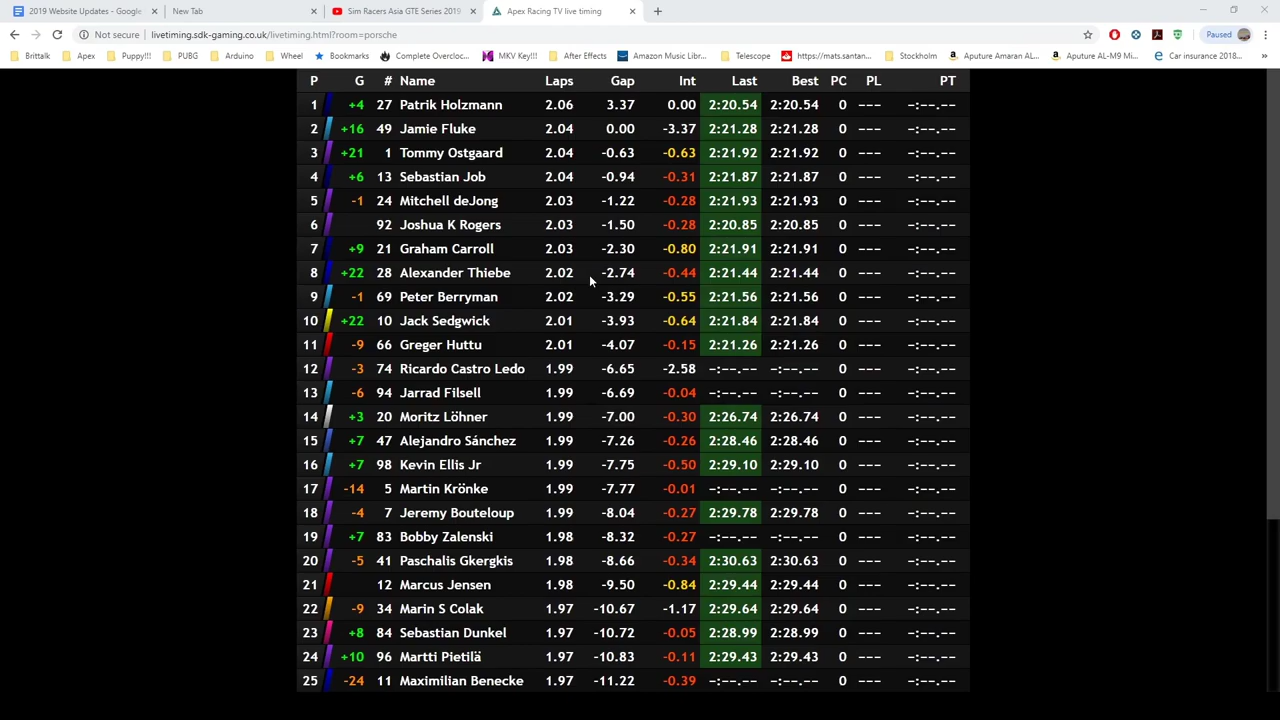 2019 Website Updates - Google
New Tab
Sim Racers Asia GTE Series 2019
Apex Racing TV live timing
Not secure | livetiming.sdk-gaming.co.uk/livetiming.html?room=porsche
Paused
Brittalk Apex Puppy!!! PUBG Arduino Wheel Bookmarks Complete Overcloc... MKV Key!!! After Effects Amazon Music Libr... Telescope https://mats.santan... Stockholm Aputure Amaran AL... Aputure AL-M9 Mi... Car insurance 2018...
P G # Name Laps Gap Int Last Best PC PL PT
1 +4 27 Patrik Holzmann 2.06 3.37 0.00 2:20.54 2:20.54 0 --- -:--.--
2 +16 49 Jamie Fluke 2.04 0.00 -3.37 2:21.28 2:21.28 0 --- -:--.--
3 +21 1 Tommy Ostgaard 2.04 -0.63 -0.63 2:21.92 2:21.92 0 --- -:--.--
4 +6 13 Sebastian Job 2.04 -0.94 -0.31 2:21.87 2:21.87 0 --- -:--.--
5 -1 24 Mitchell deJong 2.03 -1.22 -0.28 2:21.93 2:21.93 0 --- -:--.--
6 92 Joshua K Rogers 2.03 -1.50 -0.28 2:20.85 2:20.85 0 --- -:--.--
7 +9 21 Graham Carroll 2.03 -2.30 -0.80 2:21.91 2:21.91 0 --- -:--.--
8 +22 28 Alexander Thiebe 2.02 -2.74 -0.44 2:21.44 2:21.44 0 --- -:--.--
9 -1 69 Peter Berryman 2.02 -3.29 -0.55 2:21.56 2:21.56 0 --- -:--.--
10 +22 10 Jack Sedgwick 2.01 -3.93 -0.64 2:21.84 2:21.84 0 --- -:--.--
11 -9 66 Greger Huttu 2.01 -4.07 -0.15 2:21.26 2:21.26 0 --- -:--.--
12 -3 74 Ricardo Castro Ledo 1.99 -6.65 -2.58 -:--.-- -:--.-- 0 --- -:--.--
13 -6 94 Jarrad Filsell 1.99 -6.69 -0.04 -:--.-- -:--.-- 0 --- -:--.--
14 +3 20 Moritz Löhner 1.99 -7.00 -0.30 2:26.74 2:26.74 0 --- -:--.--
15 +7 47 Alejandro Sánchez 1.99 -7.26 -0.26 2:28.46 2:28.46 0 --- -:--.--
16 +7 98 Kevin Ellis Jr 1.99 -7.75 -0.50 2:29.10 2:29.10 0 --- -:--.--
17 -14 5 Martin Krönke 1.99 -7.77 -0.01 -:--.-- -:--.-- 0 --- -:--.--
18 -4 7 Jeremy Bouteloup 1.99 -8.04 -0.27 2:29.78 2:29.78 0 --- -:--.--
19 +7 83 Bobby Zalenski 1.98 -8.32 -0.27 -:--.-- -:--.-- 0 --- -:--.--
20 -5 41 Paschalis Gkergkis 1.98 -8.66 -0.34 2:30.63 2:30.63 0 --- -:--.--
21 12 Marcus Jensen 1.98 -9.50 -0.84 2:29.44 2:29.44 0 --- -:--.--
22 -9 34 Marin S Colak 1.97 -10.67 -1.17 2:29.64 2:29.64 0 --- -:--.--
23 +8 84 Sebastian Dunkel 1.97 -10.72 -0.05 2:28.99 2:28.99 0 --- -:--.--
24 +10 96 Martti Pietilä 1.97 -10.83 -0.11 2:29.43 2:29.43 0 --- -:--.--
25 -24 11 Maximilian Benecke 1.97 -11.22 -0.39 -:--.-- -:--.-- 0 --- -:--.--